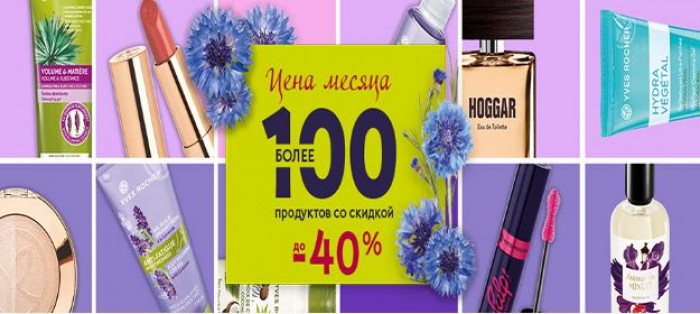 VOLUME & MATIÈRE
VOLUME & SUBSTANCE
Цена месяца
БОЛЕЕ
100
продуктов со скидкой
до -40%
HOGGAR
Eau de Toilette
YVES ROCHER
HYDRA
VÉGÉTAL
YVES ROCHER
MINUIT